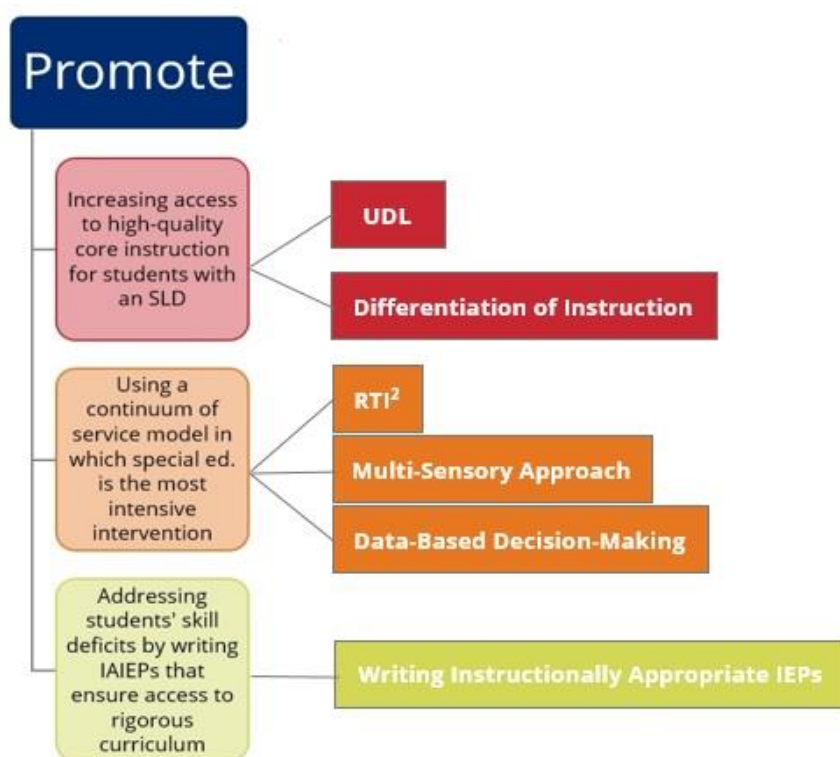 Promote
Increasing access
to high-quality
core instruction
for students with
an SLD
UDL
Differentiation of Instruction
Using a
continuum of
service model in
which special ed.
is the most
intensive
intervention
RTI²
Multi-Sensory Approach
Data-Based Decision-Making
Addressing
students' skill
deficits by writing
IAIEPs that
ensure access to
rigorous
curriculum
Writing Instructionally Appropriate IEPs